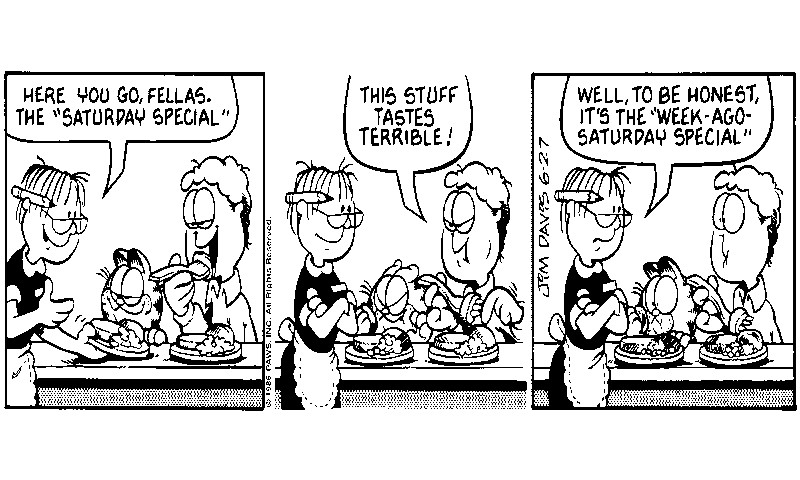 HERE YOU GO, FELLAS.
THE "SATURDAY SPECIAL"
THIS STUFF
TASTES
TERRIBLE!
© 1986 PAWS, INC. All Rights Reserved.
WELL, TO BE HONEST,
IT'S THE "WEEK-AGO-
SATURDAY SPECIAL"
JIM DAVIS 6-27